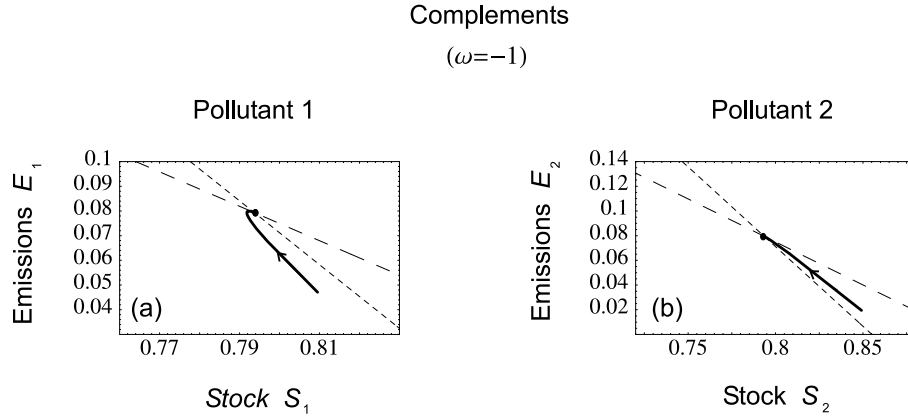 Complements
(ω=−1)
Pollutant 1
Pollutant 2
Emissions E1
0.1
0.09
0.08
0.07
0.06
0.05
0.04
(a)
0.77
0.79
0.81
Stock S1
Emissions E2
0.14
0.12
0.1
0.08
0.06
0.04
0.02
(b)
0.75
0.8
0.85
Stock S2